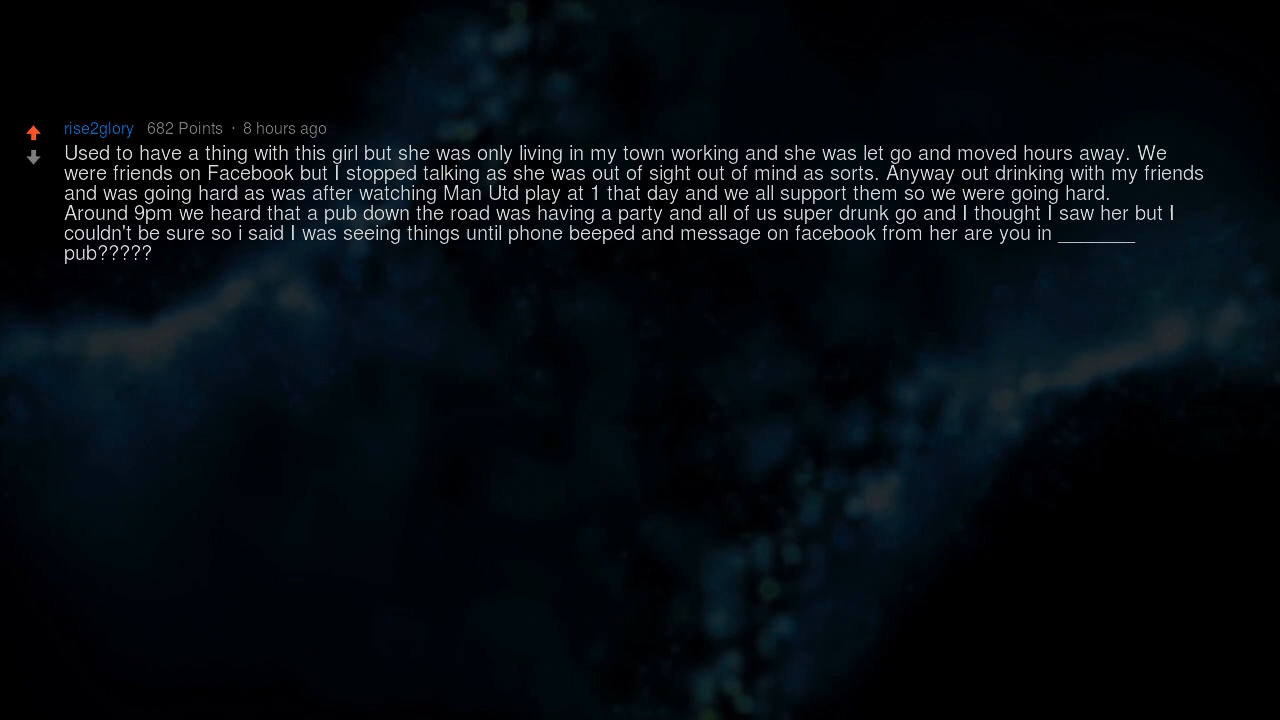 rise2glory 682 Points · 8 hours ago
Used to have a thing with this girl but she was only living in my town working and she was let go and moved hours away. We
were friends on Facebook but I stopped talking as she was out of sight out of mind as sorts. Anyway out drinking with my friends
and was going hard as was after watching Man Utd play at 1 that day and we all support them so we were going hard.
Around 9pm we heard that a pub down the road was having a party and all of us super drunk go and I thought I saw her but I
couldn't be sure so i said I was seeing things until phone beeped and message on facebook from her are you in _______
pub?????